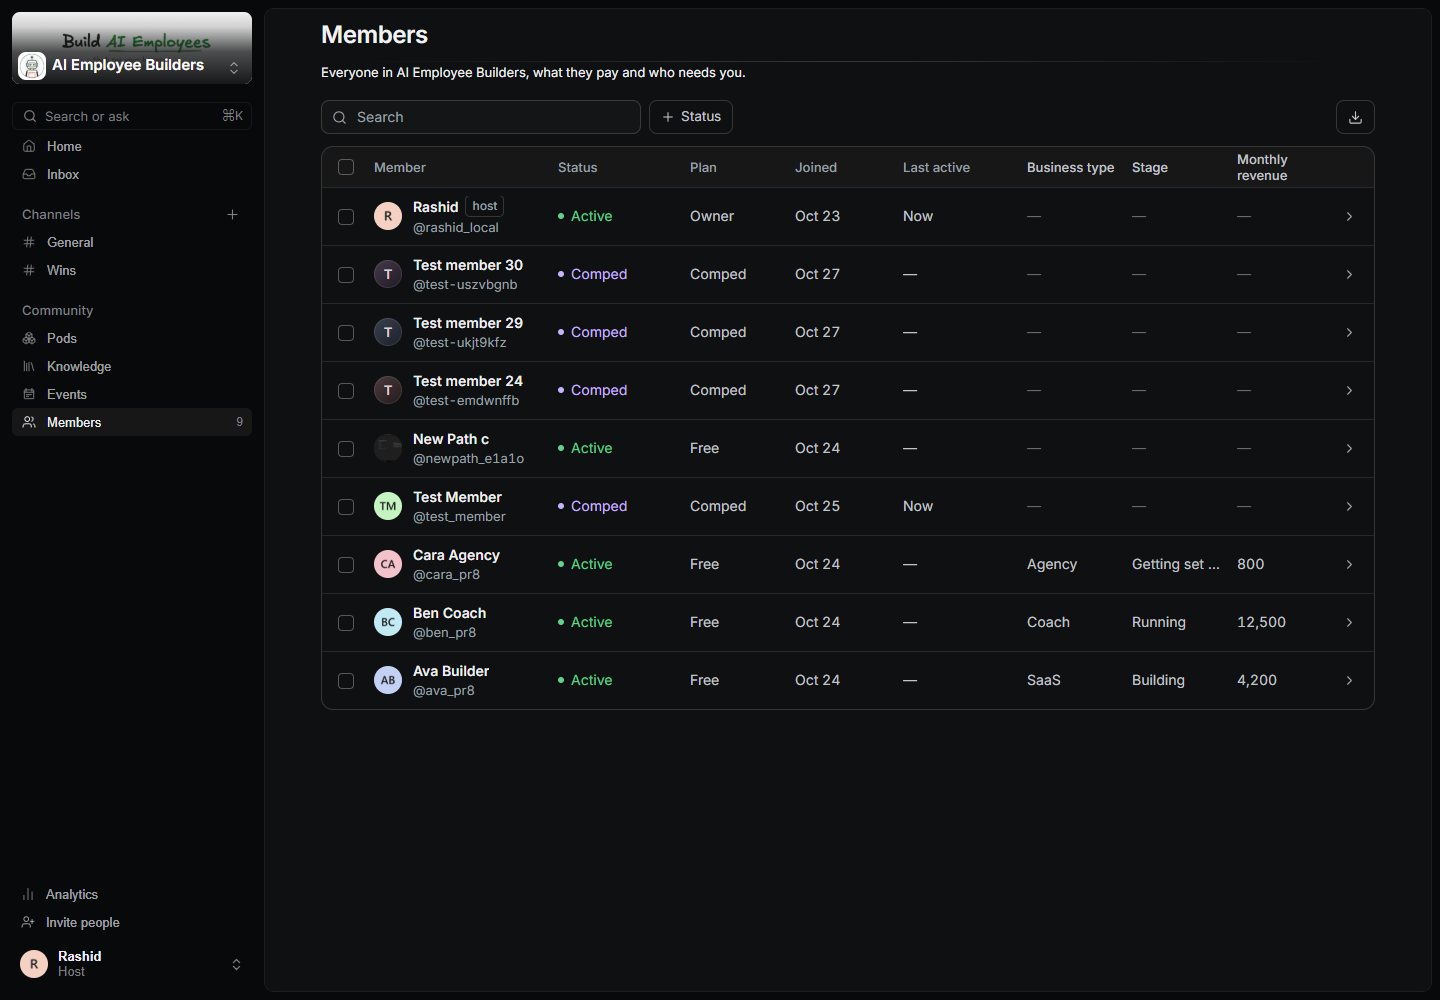 Build AI Employees
AI Employee Builders
Search or ask ⌘K
Home
Inbox
Channels
General
Wins
Community
Pods
Knowledge
Events
Members 9
Analytics
Invite people
R Rashid
Host
Members
Everyone in AI Employee Builders, what they pay and who needs you.
Search + Status
Member Status Plan Joined Last active Business type Stage Monthly revenue
R Rashid host Active Owner Oct 23 Now — — —
@rashid_local
T Test member 30 Comped Comped Oct 27 — — — —
@test-uszvbgnb
T Test member 29 Comped Comped Oct 27 — — — —
@test-ukjt9kfz
T Test member 24 Comped Comped Oct 27 — — — —
@test-emdwnffb
New Path c Active Free Oct 24 — — — —
@newpath_e1a1o
TM Test Member Comped Comped Oct 25 Now — — —
@test_member
CA Cara Agency Active Free Oct 24 — Agency Getting set ... 800
@cara_pr8
BC Ben Coach Active Free Oct 24 — Coach Running 12,500
@ben_pr8
AB Ava Builder Active Free Oct 24 — SaaS Building 4,200
@ava_pr8